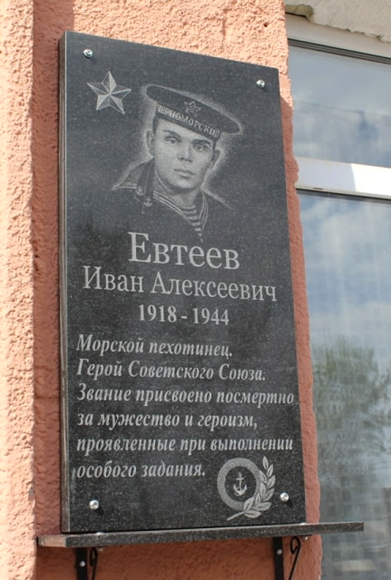 ЧЕРНОМОРСКИЙ
Евтеев
Иван Алексеевич
1918 - 1944
Морской пехотинец.
Герой Советского Союза.
Звание присвоено посмертно
за мужество и героизм,
проявленные при выполнении
особого задания.